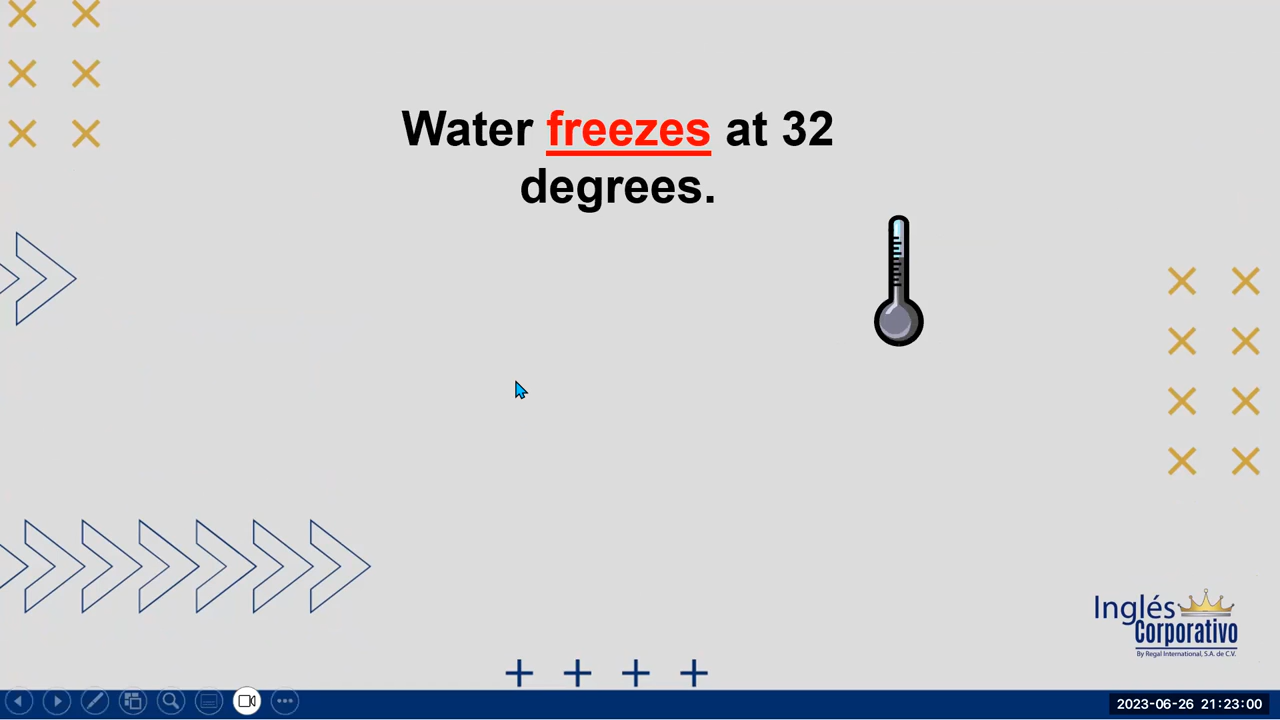 Water freezes at 32
degrees.
Inglés
Corporativo
By Regal International, S.A. de C.V.
2023-06-26 21:23:00